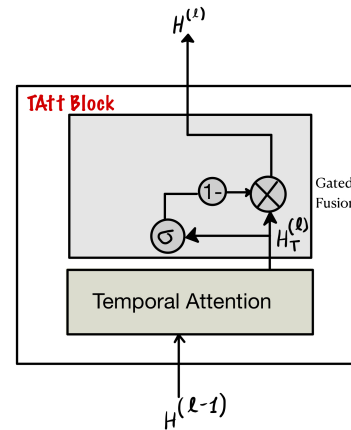 H^(ℓ)
TAtt Block
1-
Gated
Fusion
σ
H_T^(ℓ)
Temporal Attention
H^(ℓ-1)